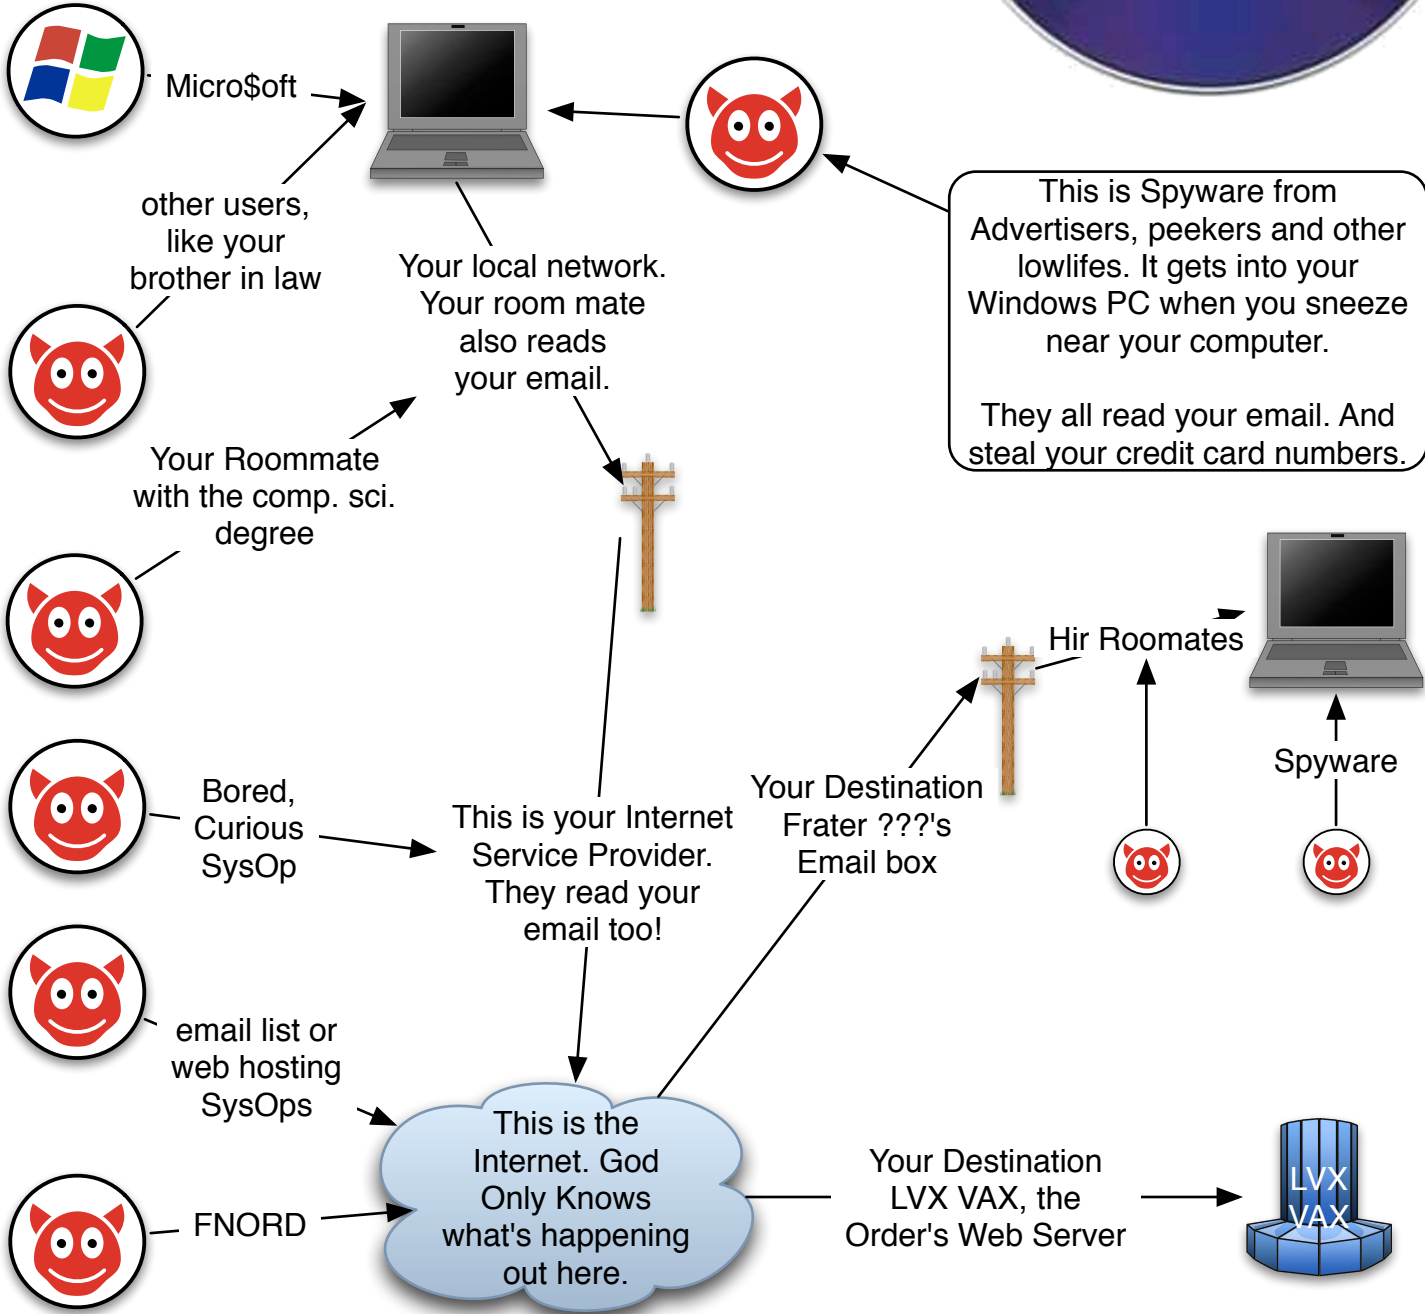 Micro$oft
other users,
like your
brother in law
Your local network.
Your room mate
also reads
your email.
This is Spyware from
Advertisers, peekers and other
lowlifes. It gets into your
Windows PC when you sneeze
near your computer.
They all read your email. And
steal your credit card numbers.
Your Roommate
with the comp. sci.
degree
Hir Roomates
Spyware
Bored,
Curious
SysOp
This is your Internet
Service Provider.
They read your
email too!
Your Destination
Frater ???'s
Email box
email list or
web hosting
SysOps
This is the
Internet. God
Only Knows
what's happening
out here.
FNORD
Your Destination
LVX VAX, the
Order's Web Server
LVX
VAX